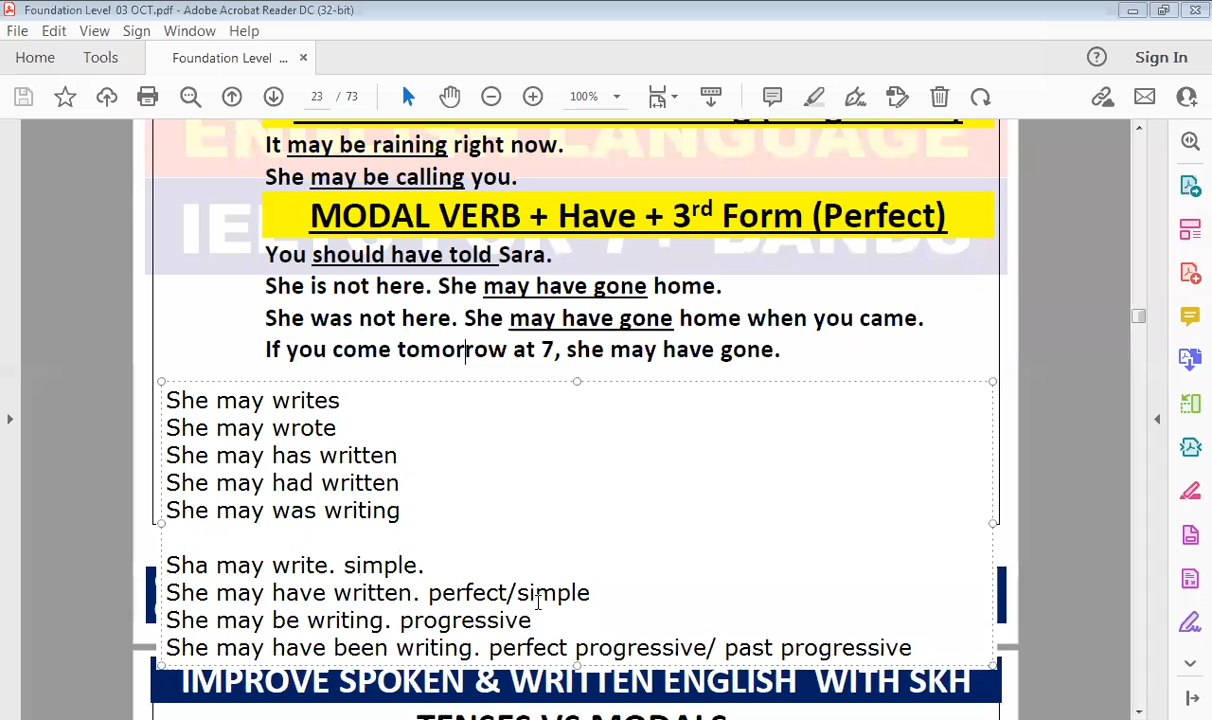 Foundation Level 03 OCT.pdf - Adobe Acrobat Reader DC (32-bit)
File Edit View Sign Window Help
Home Tools Foundation Level ... × Sign In
23 / 73 100%
ENGLISH LANGUAGE
It may be raining right now.
She may be calling you.
IELTS FOR 7+ BANDS
MODAL VERB + Have + 3rd Form (Perfect)
You should have told Sara.
She is not here. She may have gone home.
She was not here. She may have gone home when you came.
If you come tomorrow at 7, she may have gone.
She may writes
She may wrote
She may has written
She may had written
She may was writing
Sha may write. simple.
She may have written. perfect/simple
She may be writing. progressive
She may have been writing. perfect progressive/ past progressive
IMPROVE SPOKEN & WRITTEN ENGLISH WITH SKH
TENSES VS MODALS